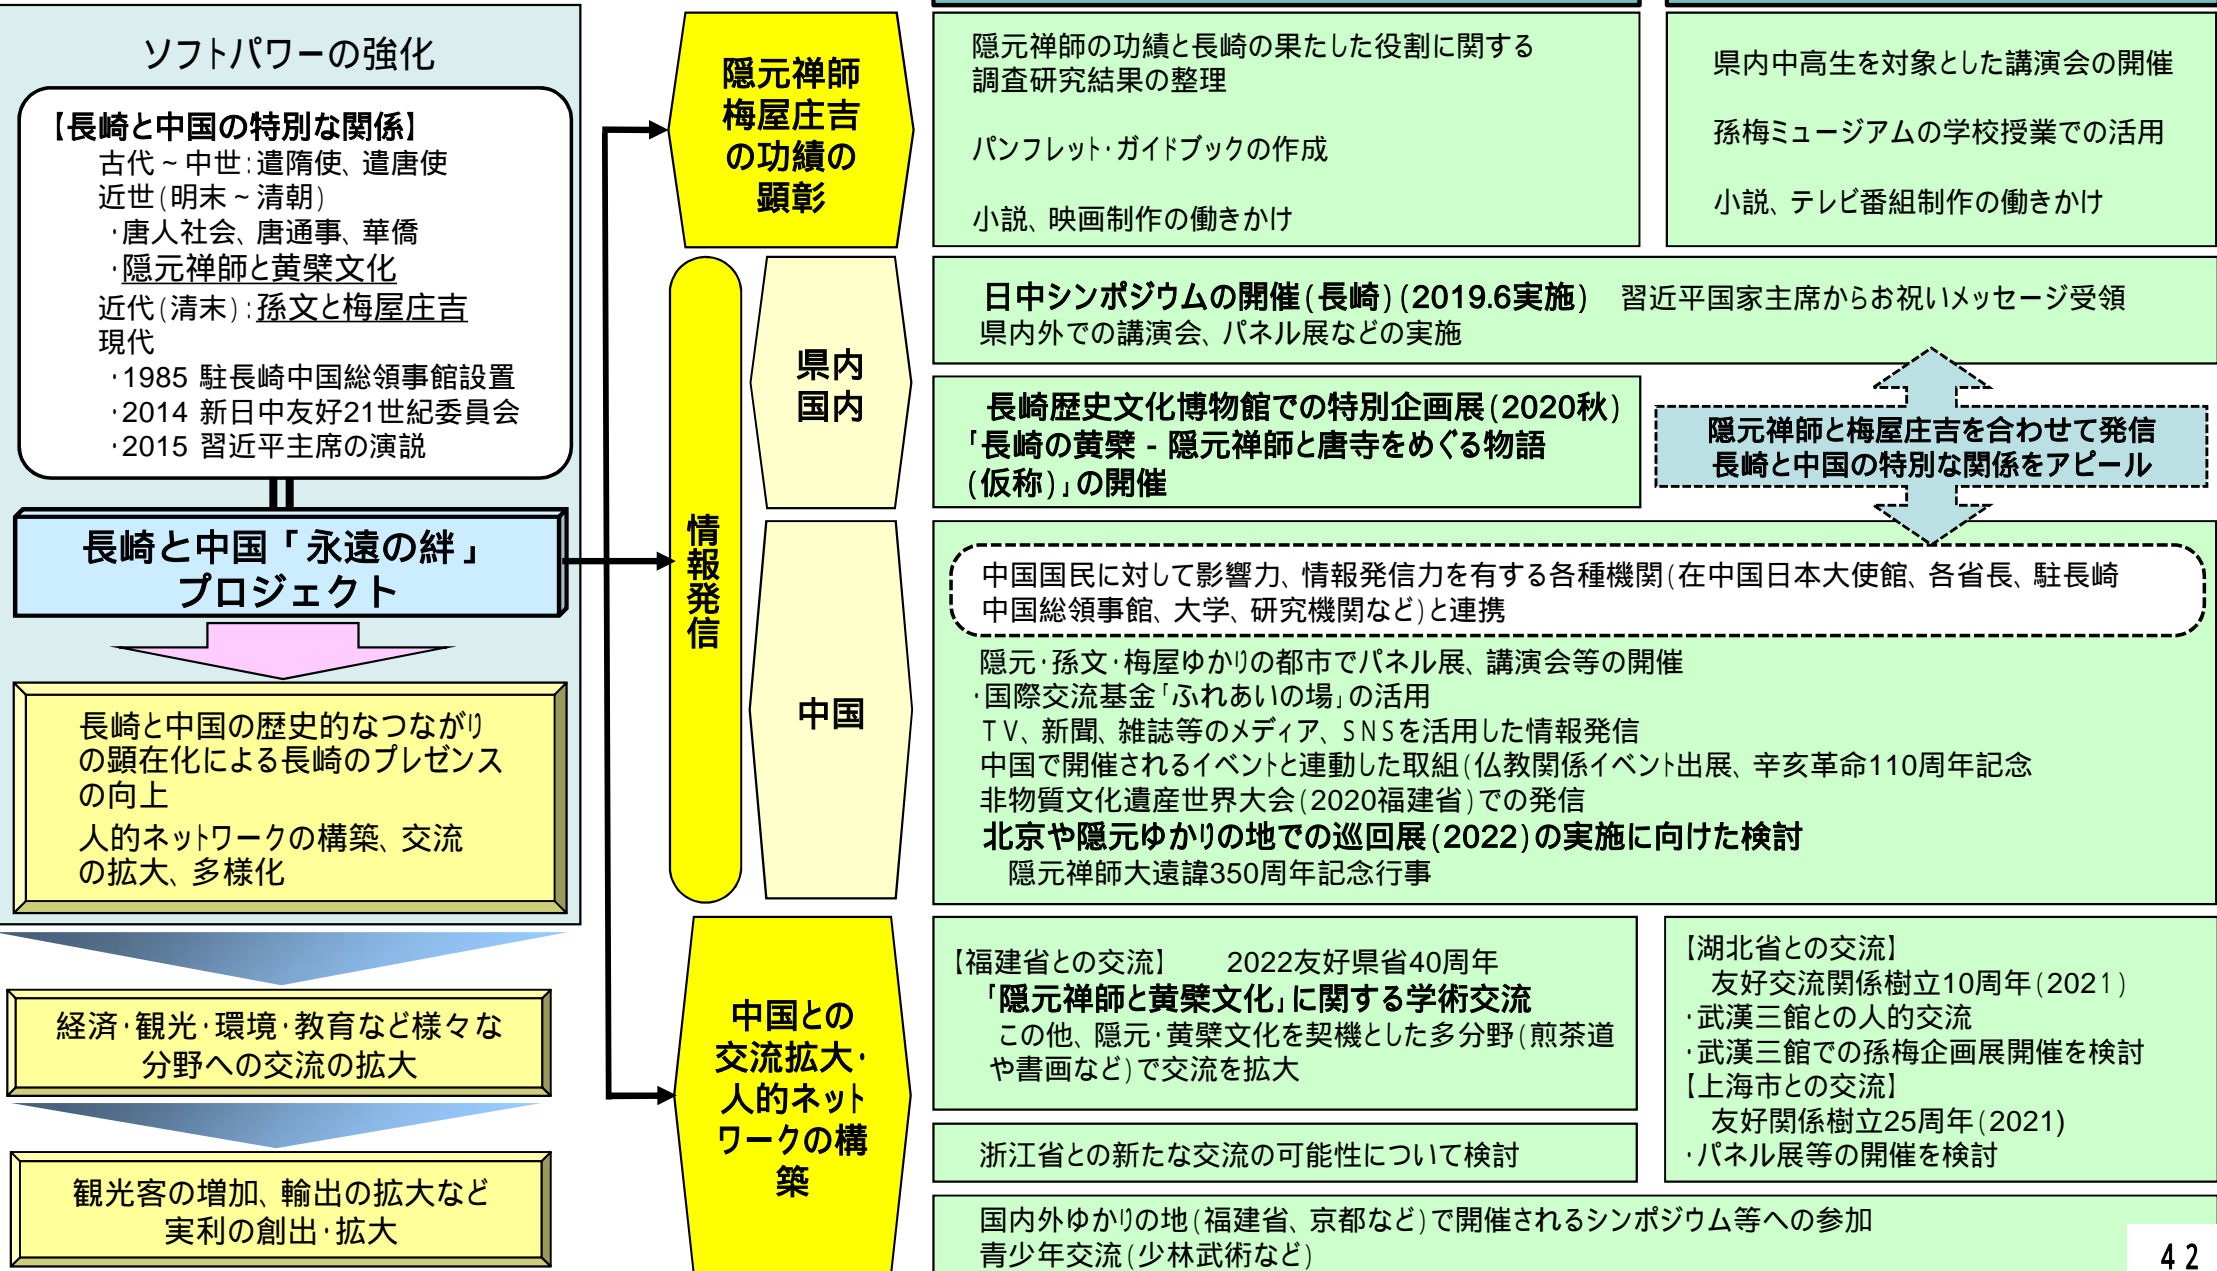 ソフトパワーの強化
【長崎と中国の特別な関係】
古代~中世:遣隋使、遣唐使
近世(明末~清朝)
・唐人社会、唐通事、華僑
・隠元禅師と黄檗文化
近代(清末):孫文と梅屋庄吉
現代
・1985 駐長崎中国総領事館設置
・2014 新日中友好21世紀委員会
・2015 習近平主席の演説
長崎と中国「永遠の絆」
プロジェクト
長崎と中国の歴史的なつながり
の顕在化による長崎のプレゼンス
の向上
人的ネットワークの構築、交流
の拡大、多様化
経済・観光・環境・教育など様々な
分野への交流の拡大
観光客の増加、輸出の拡大など
実利の創出・拡大
隠元禅師
梅屋庄吉
の功績の
顕彰
隠元禅師の功績と長崎の果たした役割に関する
調査研究結果の整理
パンフレット・ガイドブックの作成
小説、映画制作の働きかけ
県内中高生を対象とした講演会の開催
孫梅ミュージアムの学校授業での活用
小説、テレビ番組制作の働きかけ
情報発信
県内
国内
日中シンポジウムの開催(長崎)(2019.6実施) 習近平国家主席からお祝いメッセージ受領
県内外での講演会、パネル展などの実施
長崎歴史文化博物館での特別企画展(2020秋)
「長崎の黄檗 - 隠元禅師と唐寺をめぐる物語
(仮称)」の開催
隠元禅師と梅屋庄吉を合わせて発信
長崎と中国の特別な関係をアピール
中国
中国国民に対して影響力、情報発信力を有する各種機関(在中国日本大使館、各省長、駐長崎
中国総領事館、大学、研究機関など)と連携
隠元・孫文・梅屋ゆかりの都市でパネル展、講演会等の開催
・国際交流基金「ふれあいの場」の活用
TV、新聞、雑誌等のメディア、SNSを活用した情報発信
中国で開催されるイベントと連動した取組(仏教関係イベント出展、辛亥革命110周年記念
非物質文化遺産世界大会(2020福建省)での発信
北京や隠元ゆかりの地での巡回展(2022)の実施に向けた検討
隠元禅師大遠諱350周年記念行事
中国との
交流拡大・
人的ネット
ワークの構
築
【福建省との交流】 2022友好県省40周年
「隠元禅師と黄檗文化」に関する学術交流
この他、隠元・黄檗文化を契機とした多分野(煎茶道
や書画など)で交流を拡大
浙江省との新たな交流の可能性について検討
【湖北省との交流】
友好交流関係樹立10周年(2021)
・武漢三館との人的交流
・武漢三館での孫梅企画展開催を検討
【上海市との交流】
友好関係樹立25周年(2021)
・パネル展等の開催を検討
国内外ゆかりの地(福建省、京都など)で開催されるシンポジウム等への参加
青少年交流(少林武術など)
42